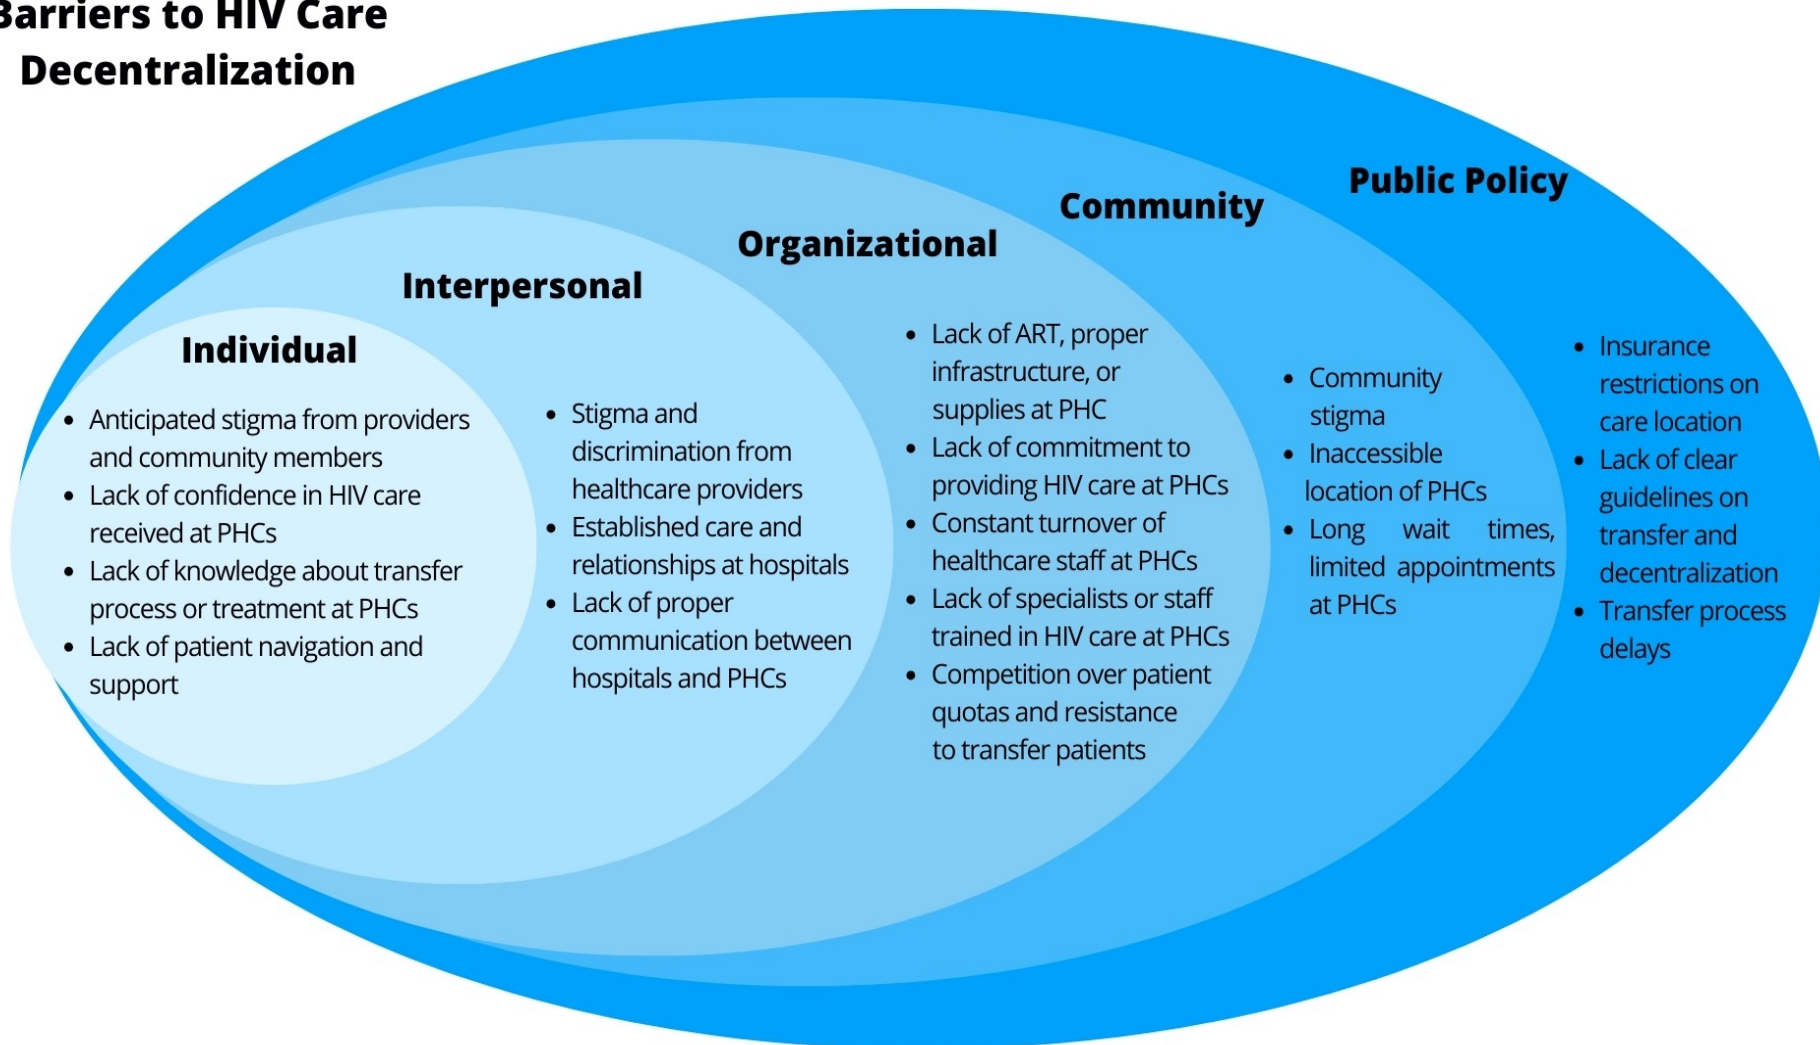 Barriers to HIV Care
Decentralization
Individual
• Anticipated stigma from providers
and community members
• Lack of confidence in HIV care
received at PHCs
• Lack of knowledge about transfer
process or treatment at PHCs
• Lack of patient navigation and
support
Interpersonal
• Stigma and
discrimination from
healthcare providers
• Established care and
relationships at hospitals
• Lack of proper
communication between
hospitals and PHCs
Organizational
• Lack of ART, proper
infrastructure, or
supplies at PHC
• Lack of commitment to
providing HIV care at PHCs
• Constant turnover of
healthcare staff at PHCs
• Lack of specialists or staff
trained in HIV care at PHCs
• Competition over patient
quotas and resistance
to transfer patients
Community
• Community
stigma
• Inaccessible
location of PHCs
• Long wait times,
limited appointments
at PHCs
Public Policy
• Insurance
restrictions on
care location
• Lack of clear
guidelines on
transfer and
decentralization
• Transfer process
delays